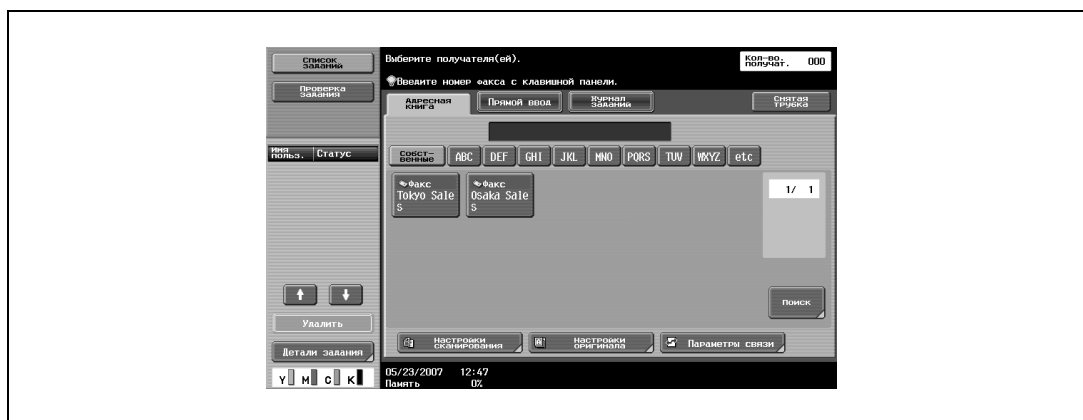 Список заданий
Проверка задания
Имя польз. Статус
Удалить
Детали задания
Y M C K
Выберите получателя(ей).
Кол-во. получат. 000
Введите номер факса с клавишной панели.
Адресная книга
Прямой ввод
Журнал заданий
Снятая трубка
Собст-венные ABC DEF GHI JKL MNO PQRS TUV WXYZ etc
Факс
Tokyo Sale
s
Факс
Osaka Sale
s
1/ 1
Поиск
Настройки сканирования
Настройки оригинала
Параметры связи
05/23/2007 12:47
Память 0%